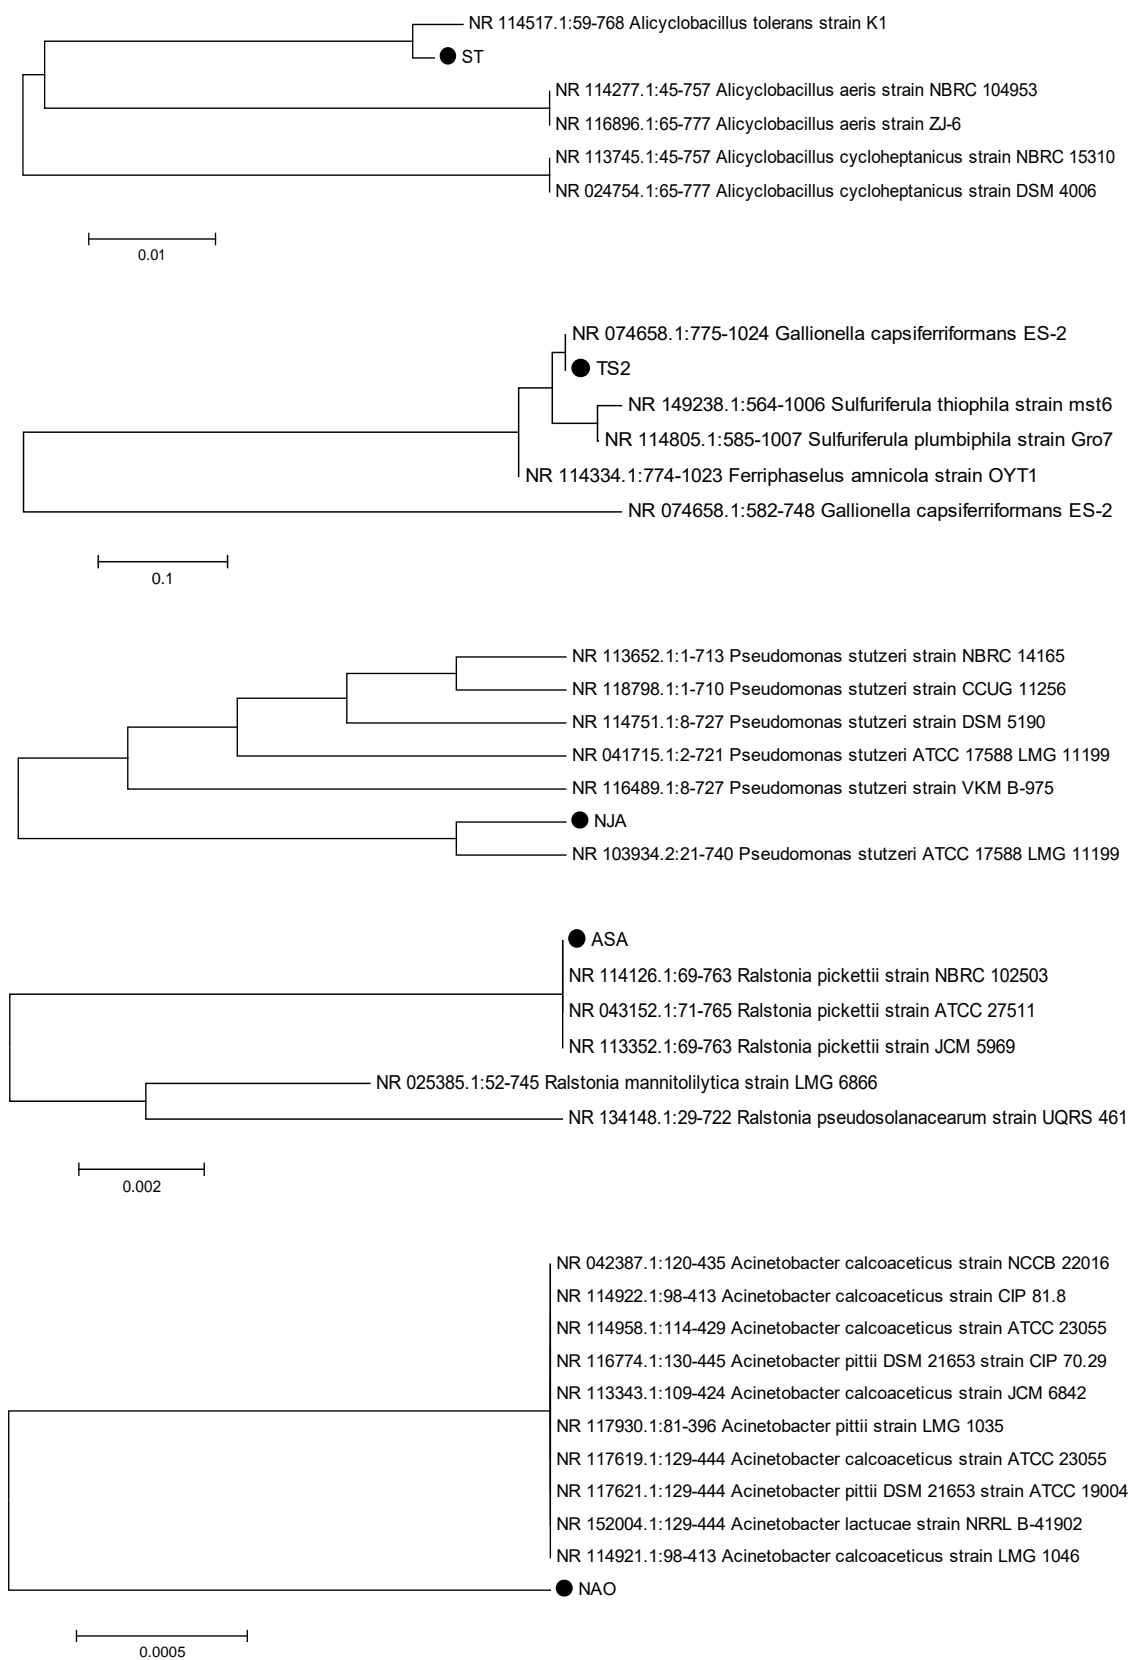 NR 114517.1:59-768 Alicyclobacillus tolerans strain K1
ST
NR 114277.1:45-757 Alicyclobacillus aeris strain NBRC 104953
NR 116896.1:65-777 Alicyclobacillus aeris strain ZJ-6
NR 113745.1:45-757 Alicyclobacillus cycloheptanicus strain NBRC 15310
NR 024754.1:65-777 Alicyclobacillus cycloheptanicus strain DSM 4006
0.01
NR 074658.1:775-1024 Gallionella capsiferriformans ES-2
TS2
NR 149238.1:564-1006 Sulfuriferula thiophila strain mst6
NR 114805.1:585-1007 Sulfuriferula plumbiphila strain Gro7
NR 114334.1:774-1023 Ferriphaselus amnicola strain OYT1
NR 074658.1:582-748 Gallionella capsiferriformans ES-2
0.1
NR 113652.1:1-713 Pseudomonas stutzeri strain NBRC 14165
NR 118798.1:1-710 Pseudomonas stutzeri strain CCUG 11256
NR 114751.1:8-727 Pseudomonas stutzeri strain DSM 5190
NR 041715.1:2-721 Pseudomonas stutzeri ATCC 17588 LMG 11199
NR 116489.1:8-727 Pseudomonas stutzeri strain VKM B-975
NJA
NR 103934.2:21-740 Pseudomonas stutzeri ATCC 17588 LMG 11199
ASA
NR 114126.1:69-763 Ralstonia pickettii strain NBRC 102503
NR 043152.1:71-765 Ralstonia pickettii strain ATCC 27511
NR 113352.1:69-763 Ralstonia pickettii strain JCM 5969
NR 025385.1:52-745 Ralstonia mannitolilytica strain LMG 6866
NR 134148.1:29-722 Ralstonia pseudosolanacearum strain UQRS 461
0.002
NR 042387.1:120-435 Acinetobacter calcoaceticus strain NCCB 22016
NR 114922.1:98-413 Acinetobacter calcoaceticus strain CIP 81.8
NR 114958.1:114-429 Acinetobacter calcoaceticus strain ATCC 23055
NR 116774.1:130-445 Acinetobacter pittii DSM 21653 strain CIP 70.29
NR 113343.1:109-424 Acinetobacter calcoaceticus strain JCM 6842
NR 117930.1:81-396 Acinetobacter pittii strain LMG 1035
NR 117619.1:129-444 Acinetobacter calcoaceticus strain ATCC 23055
NR 117621.1:129-444 Acinetobacter pittii DSM 21653 strain ATCC 19004
NR 152004.1:129-444 Acinetobacter lactucae strain NRRL B-41902
NR 114921.1:98-413 Acinetobacter calcoaceticus strain LMG 1046
NAO
0.0005